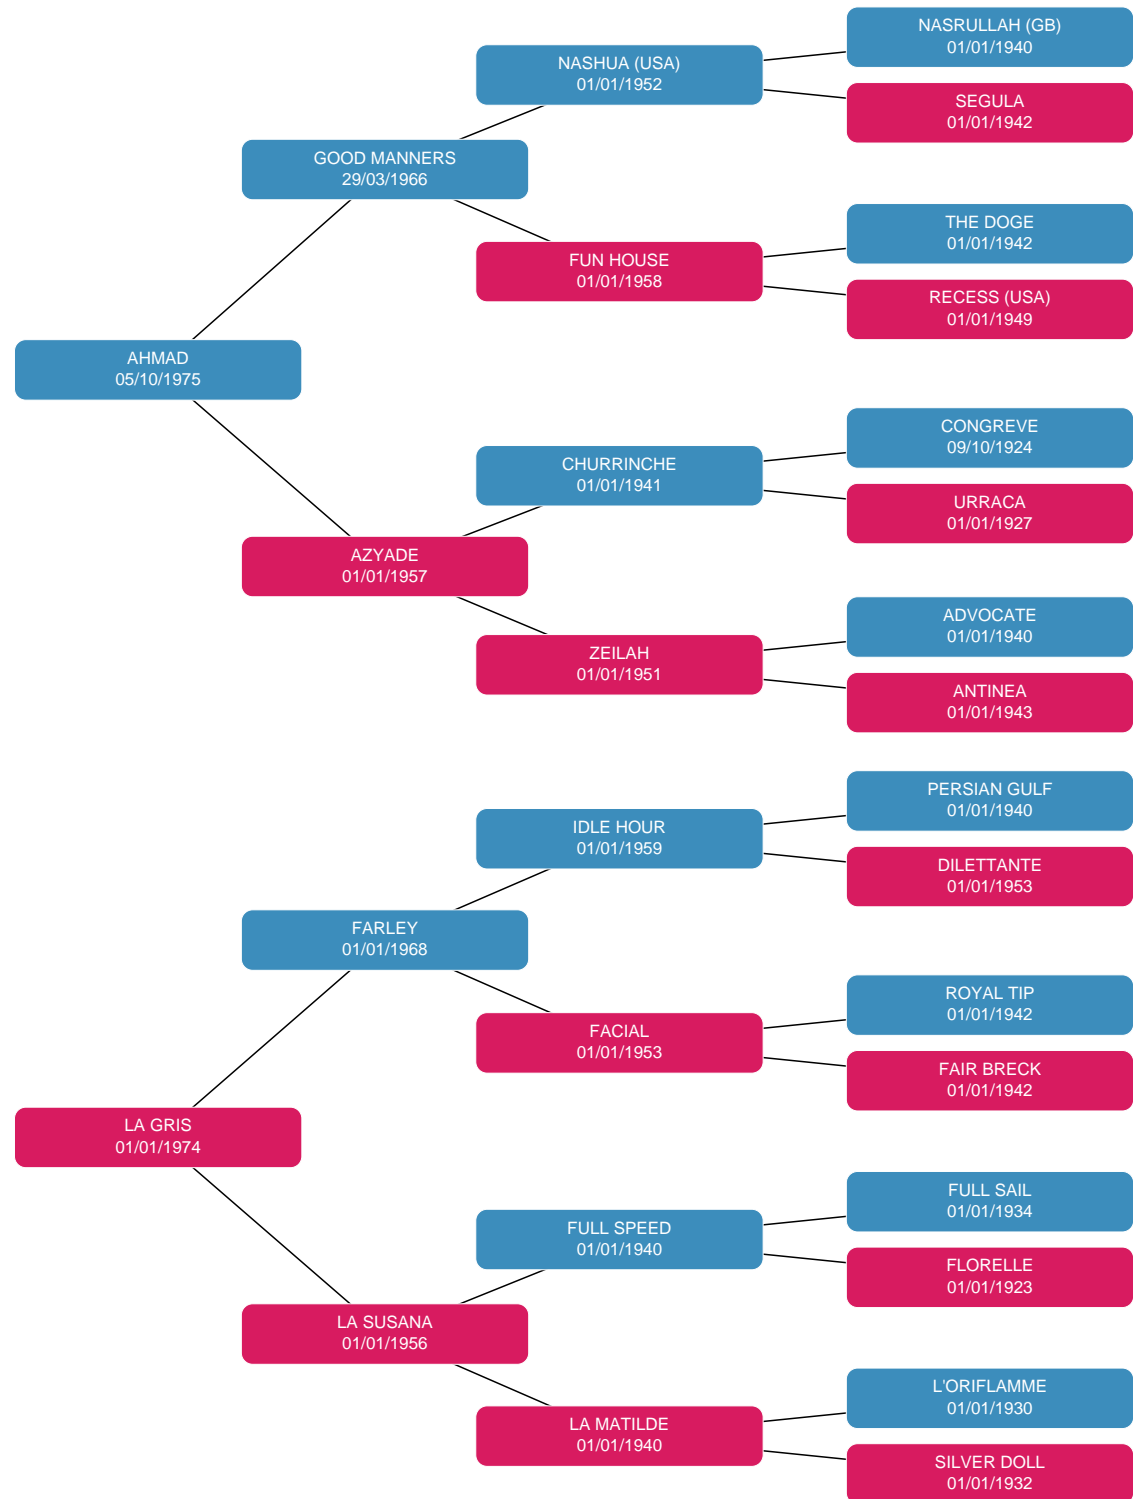 NASRULLAH (GB)
01/01/1940
NASHUA (USA)
01/01/1952
SEGULA
01/01/1942
GOOD MANNERS
29/03/1966
THE DOGE
01/01/1942
FUN HOUSE
01/01/1958
RECESS (USA)
01/01/1949
AHMAD
05/10/1975
CONGREVE
09/10/1924
CHURRINCHE
01/01/1941
URRACA
01/01/1927
AZYADE
01/01/1957
ADVOCATE
01/01/1940
ZEILAH
01/01/1951
ANTINEA
01/01/1943
PERSIAN GULF
01/01/1940
IDLE HOUR
01/01/1959
DILETTANTE
01/01/1953
FARLEY
01/01/1968
ROYAL TIP
01/01/1942
FACIAL
01/01/1953
FAIR BRECK
01/01/1942
LA GRIS
01/01/1974
FULL SAIL
01/01/1934
FULL SPEED
01/01/1940
FLORELLE
01/01/1923
LA SUSANA
01/01/1956
L'ORIFLAMME
01/01/1930
LA MATILDE
01/01/1940
SILVER DOLL
01/01/1932